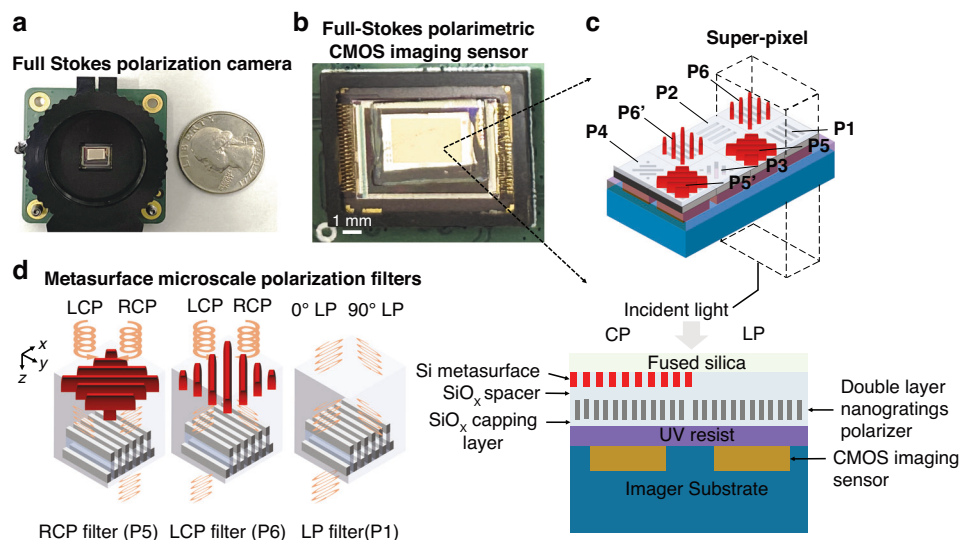 a
Full Stokes polarization camera
LIBERTY
b
Full-Stokes polarimetric
CMOS imaging sensor
1 mm
c
Super-pixel
P6
P2
P6'
P4
P1
P5
P3
P5'
Incident light
CP
LP
Fused silica
Si metasurface
SiOx spacer
SiOx capping
layer
Double layer
nanogratings
polarizer
UV resist
CMOS imaging
sensor
Imager Substrate
d
Metasurface microscale polarization filters
LCP RCP
LCP RCP
0° LP 90° LP
x
y
z
RCP filter (P5)
LCP filter (P6)
LP filter(P1)